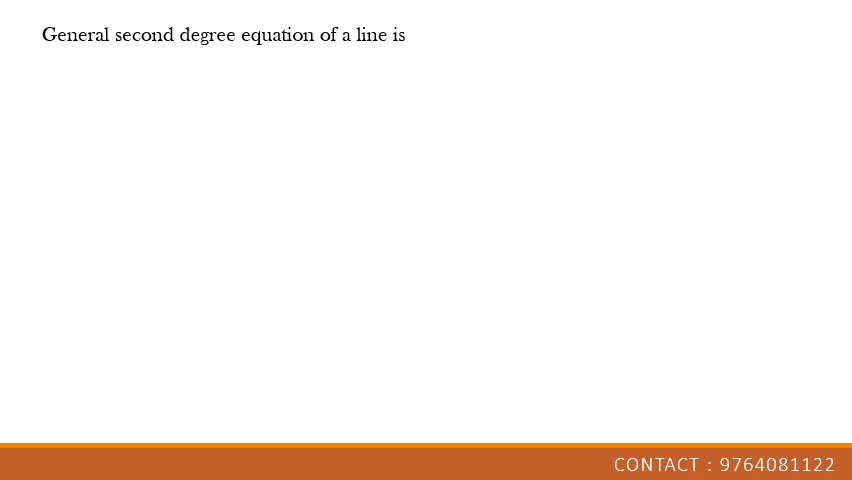 General second degree equation of a line is
CONTACT : 9764081122